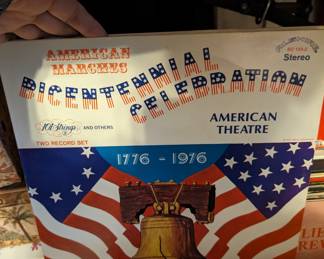 AMERICAN
MARCHES
Stereo
BICENTENNIAL
CELEBRATION
101 Strings AND OTHERS
AMERICAN
THEATRE
TWO RECORD SET
1776 - 1976